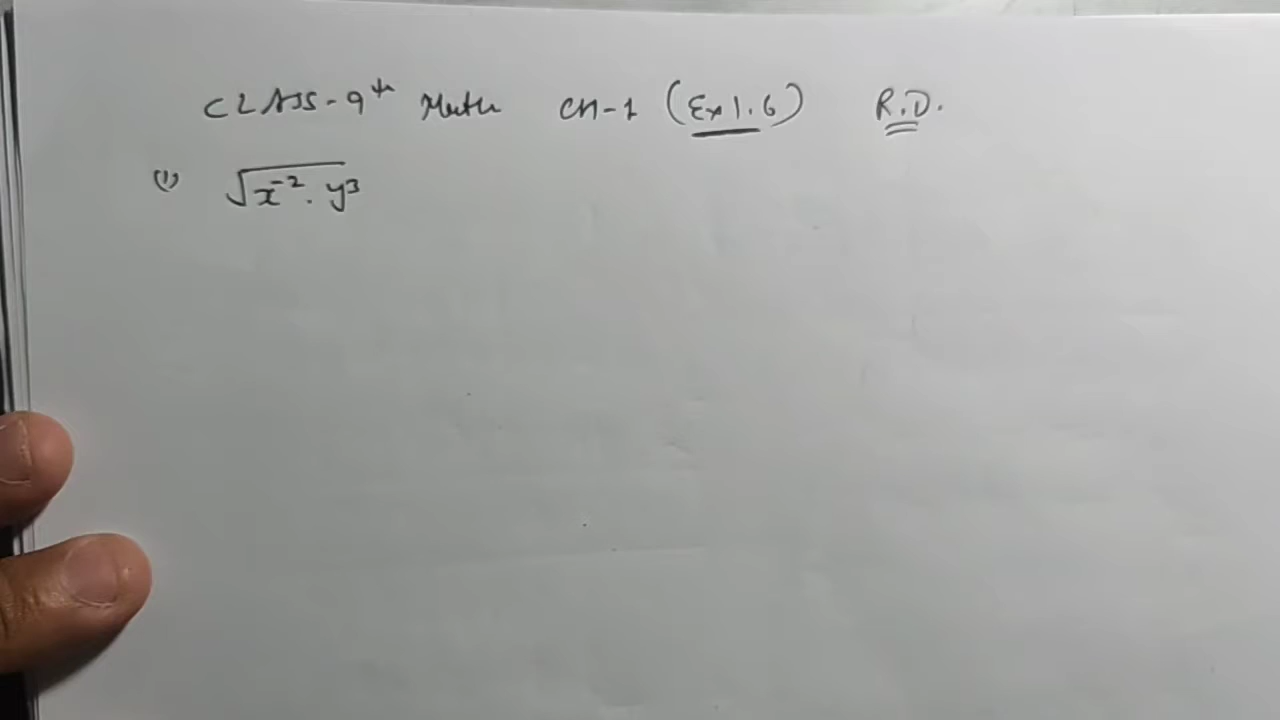 CLASS-9th Math CH-1 (Ex 1.6) R.D.
(1) √x⁻² . y³